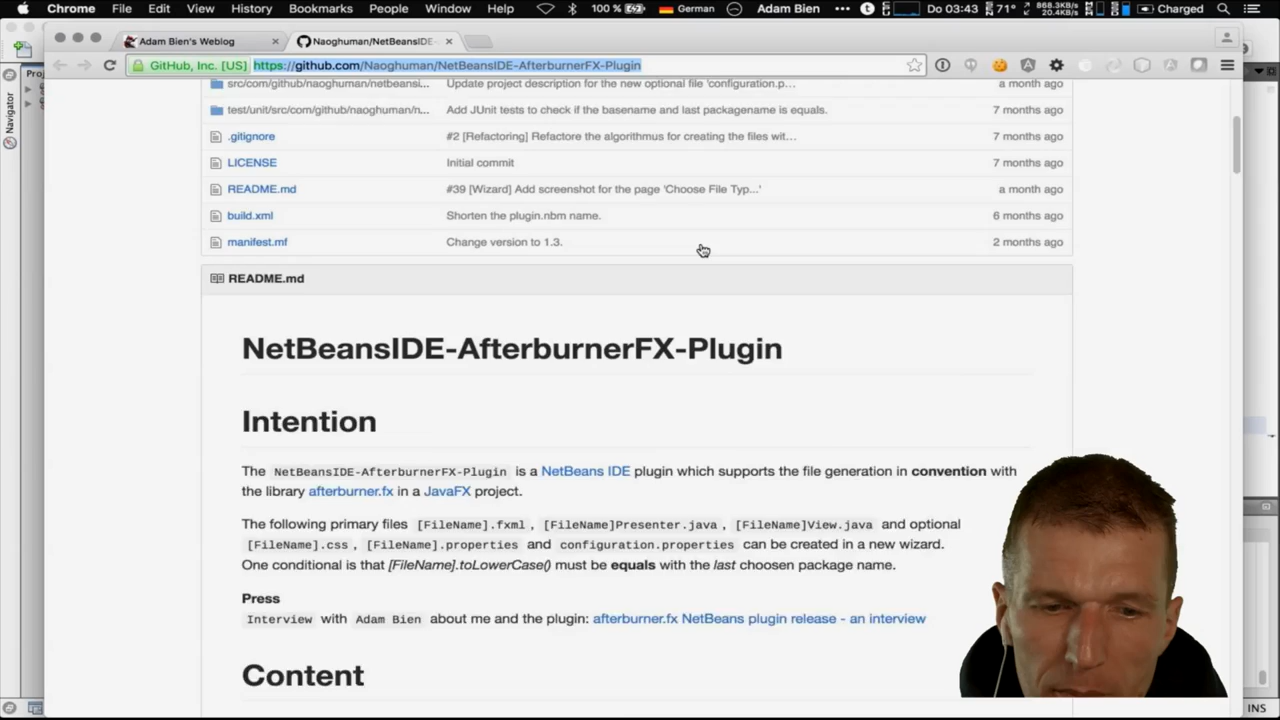 Chrome File Edit View History Bookmarks People Window Help 100 % German Adam Bien ••• Do 03:43 71° 868.3KB/s 20.4KB/s Charged
Adam Bien's Weblog × Naoghuman/NetBeansIDE- ×
GitHub, Inc. [US] https://github.com/Naoghuman/NetBeansIDE-AfterburnerFX-Plugin
Proj
Navigator
src/com/github/naoghuman/netbeansi... Update project description for the new optional file 'configuration.p... a month ago
test/unit/src/com/github/naoghuman/n... Add JUnit tests to check if the basename and last packagename is equals. 7 months ago
.gitignore #2 [Refactoring] Refactore the algorithmus for creating the files wit... 7 months ago
LICENSE Initial commit 7 months ago
README.md #39 [Wizard] Add screenshot for the page 'Choose File Typ...' a month ago
build.xml Shorten the plugin.nbm name. 6 months ago
manifest.mf Change version to 1.3. 2 months ago
README.md
NetBeansIDE-AfterburnerFX-Plugin
Intention
The NetBeansIDE-AfterburnerFX-Plugin is a NetBeans IDE plugin which supports the file generation in convention with
the library afterburner.fx in a JavaFX project.
The following primary files [FileName].fxml, [FileName]Presenter.java, [FileName]View.java and optional
[FileName].css, [FileName].properties and configuration.properties can be created in a new wizard.
One conditional is that [FileName].toLowerCase() must be equals with the last choosen package name.
Press
Interview with Adam Bien about me and the plugin: afterburner.fx NetBeans plugin release - an interview
Content
INS